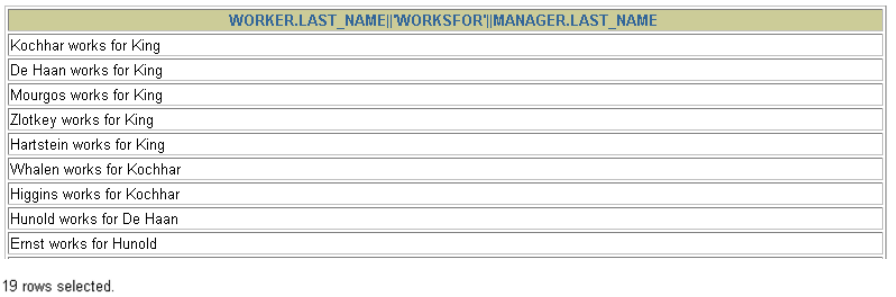 WORKER.LAST_NAME||'WORKSFOR'||MANAGER.LAST_NAME
Kochhar works for King
De Haan works for King
Mourgos works for King
Zlotkey works for King
Hartstein works for King
Whalen works for Kochhar
Higgins works for Kochhar
Hunold works for De Haan
Ernst works for Hunold
19 rows selected.